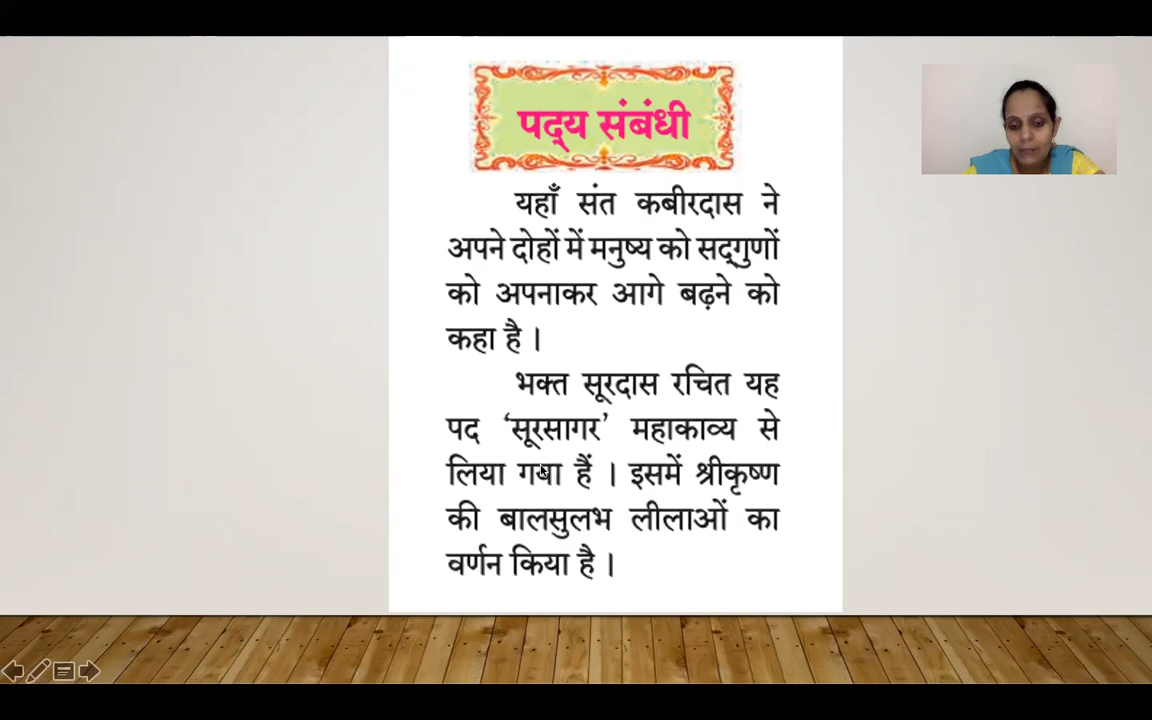 पद्य संबंधी
यहाँ संत कबीरदास ने
अपने दोहों में मनुष्य को सद्गुणों
को अपनाकर आगे बढ़ने को
कहा है ।
भक्त सूरदास रचित यह
पद ‘सूरसागर’ महाकाव्य से
लिया गया हैं । इसमें श्रीकृष्ण
की बालसुलभ लीलाओं का
वर्णन किया है ।